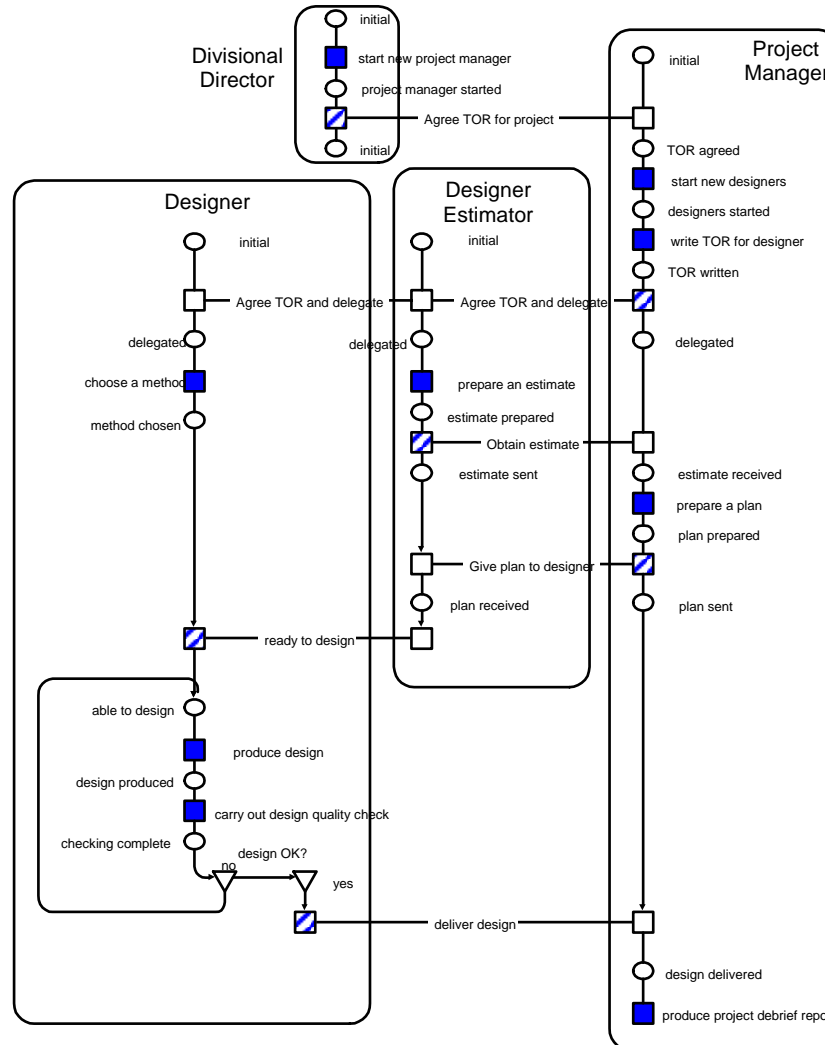 initial
Divisional
Director
start new project manager
project manager started
Agree TOR for project
initial
Project
Manager
initial
TOR agreed
start new designers
designers started
write TOR for designer
TOR written
delegated
estimate received
prepare a plan
plan prepared
plan sent
design delivered
produce project debrief repo
Designer
initial
Agree TOR and delegate
delegated
choose a method
method chosen
ready to design
able to design
produce design
design produced
carry out design quality check
checking complete
design OK?
no
yes
deliver design
Designer
Estimator
initial
Agree TOR and delegate
delegated
prepare an estimate
estimate prepared
Obtain estimate
estimate sent
Give plan to designer
plan received